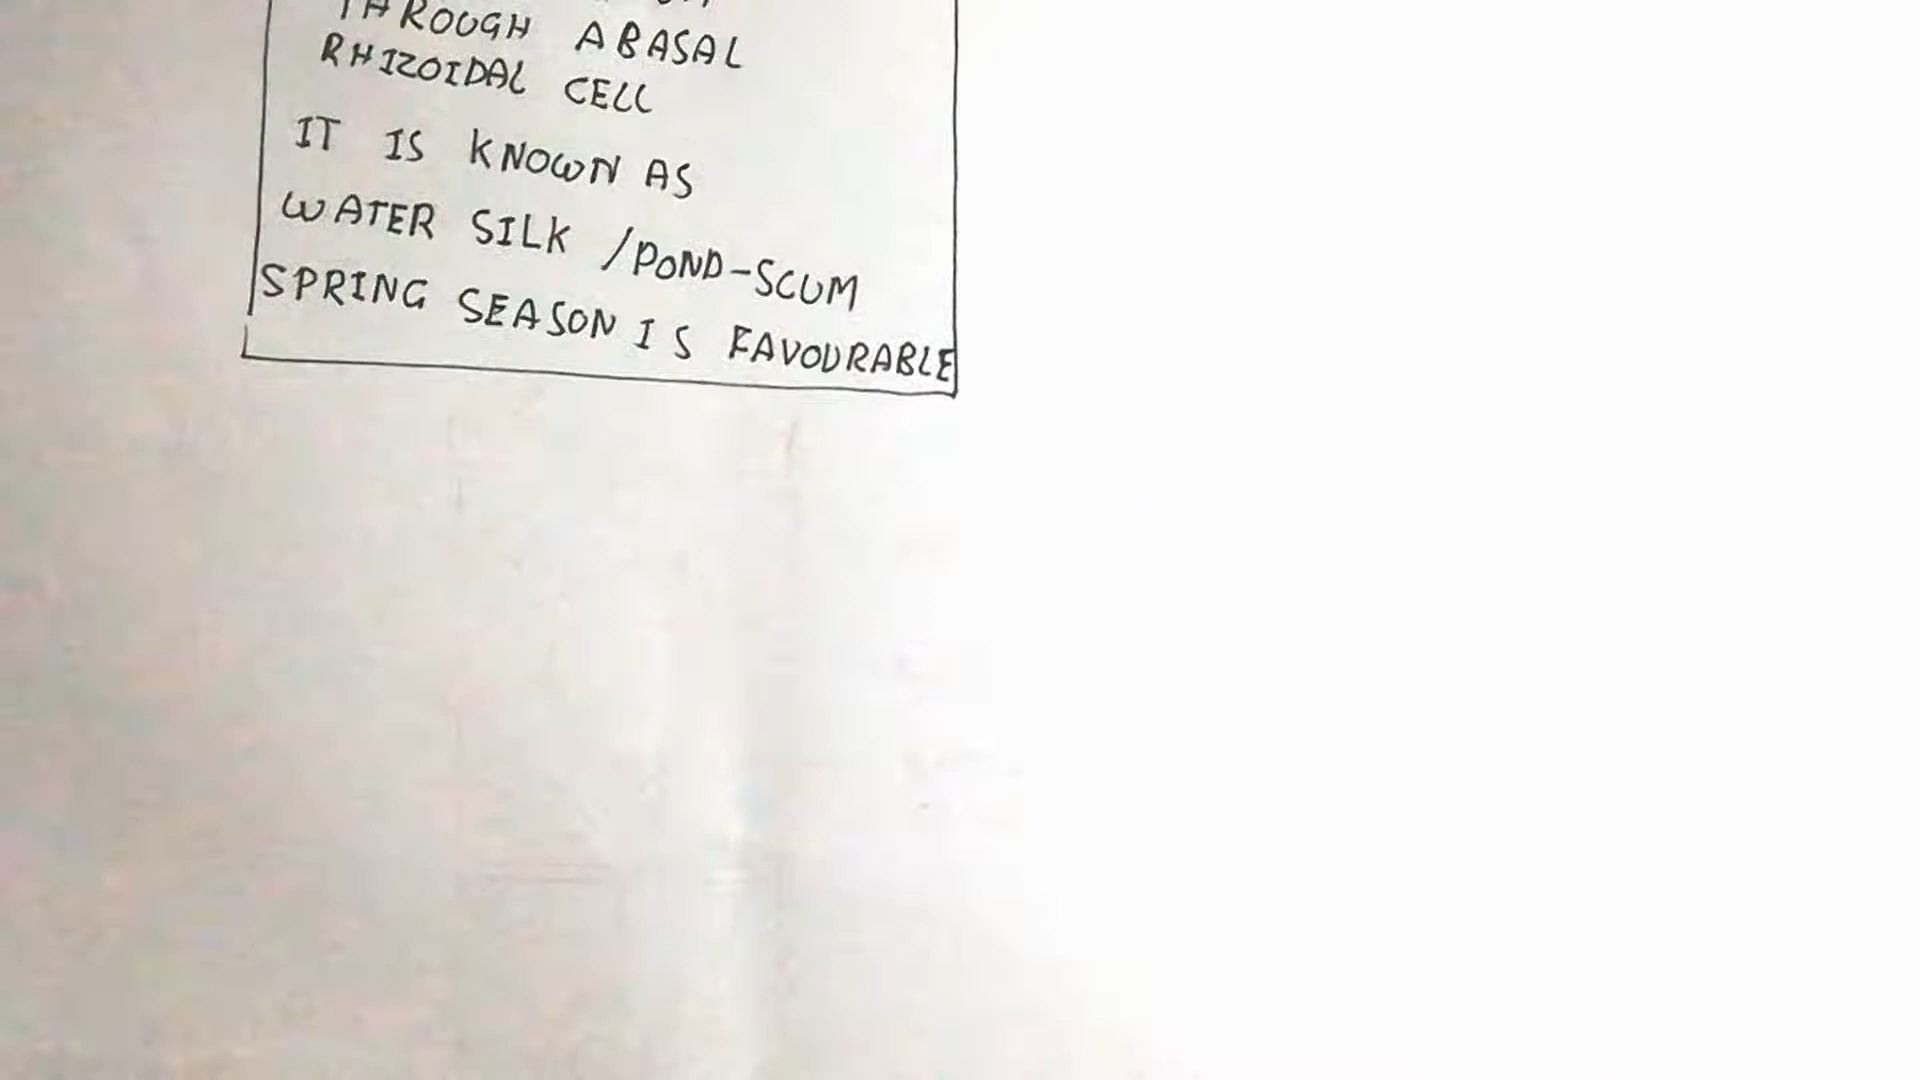 THROUGH A BASAL
RHIZOIDAL CELL
IT IS KNOWN AS
WATER SILK /POND-SCUM
SPRING SEASON IS FAVOURABLE